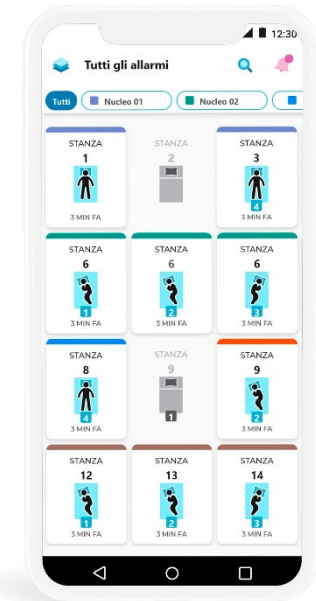 12:30
Tutti gli allarmi
Tutti
Nucleo 01
Nucleo 02
STANZA STANZA STANZA
1 2 3
4
3 MIN FA 3 MIN FA
STANZA STANZA STANZA
6 6 6
1 2 3
3 MIN FA 3 MIN FA 3 MIN FA
STANZA STANZA STANZA
8 9 9
4 1 2
3 MIN FA 3 MIN FA
STANZA STANZA STANZA
12 13 14
1 2 3
3 MIN FA 3 MIN FA 3 MIN FA